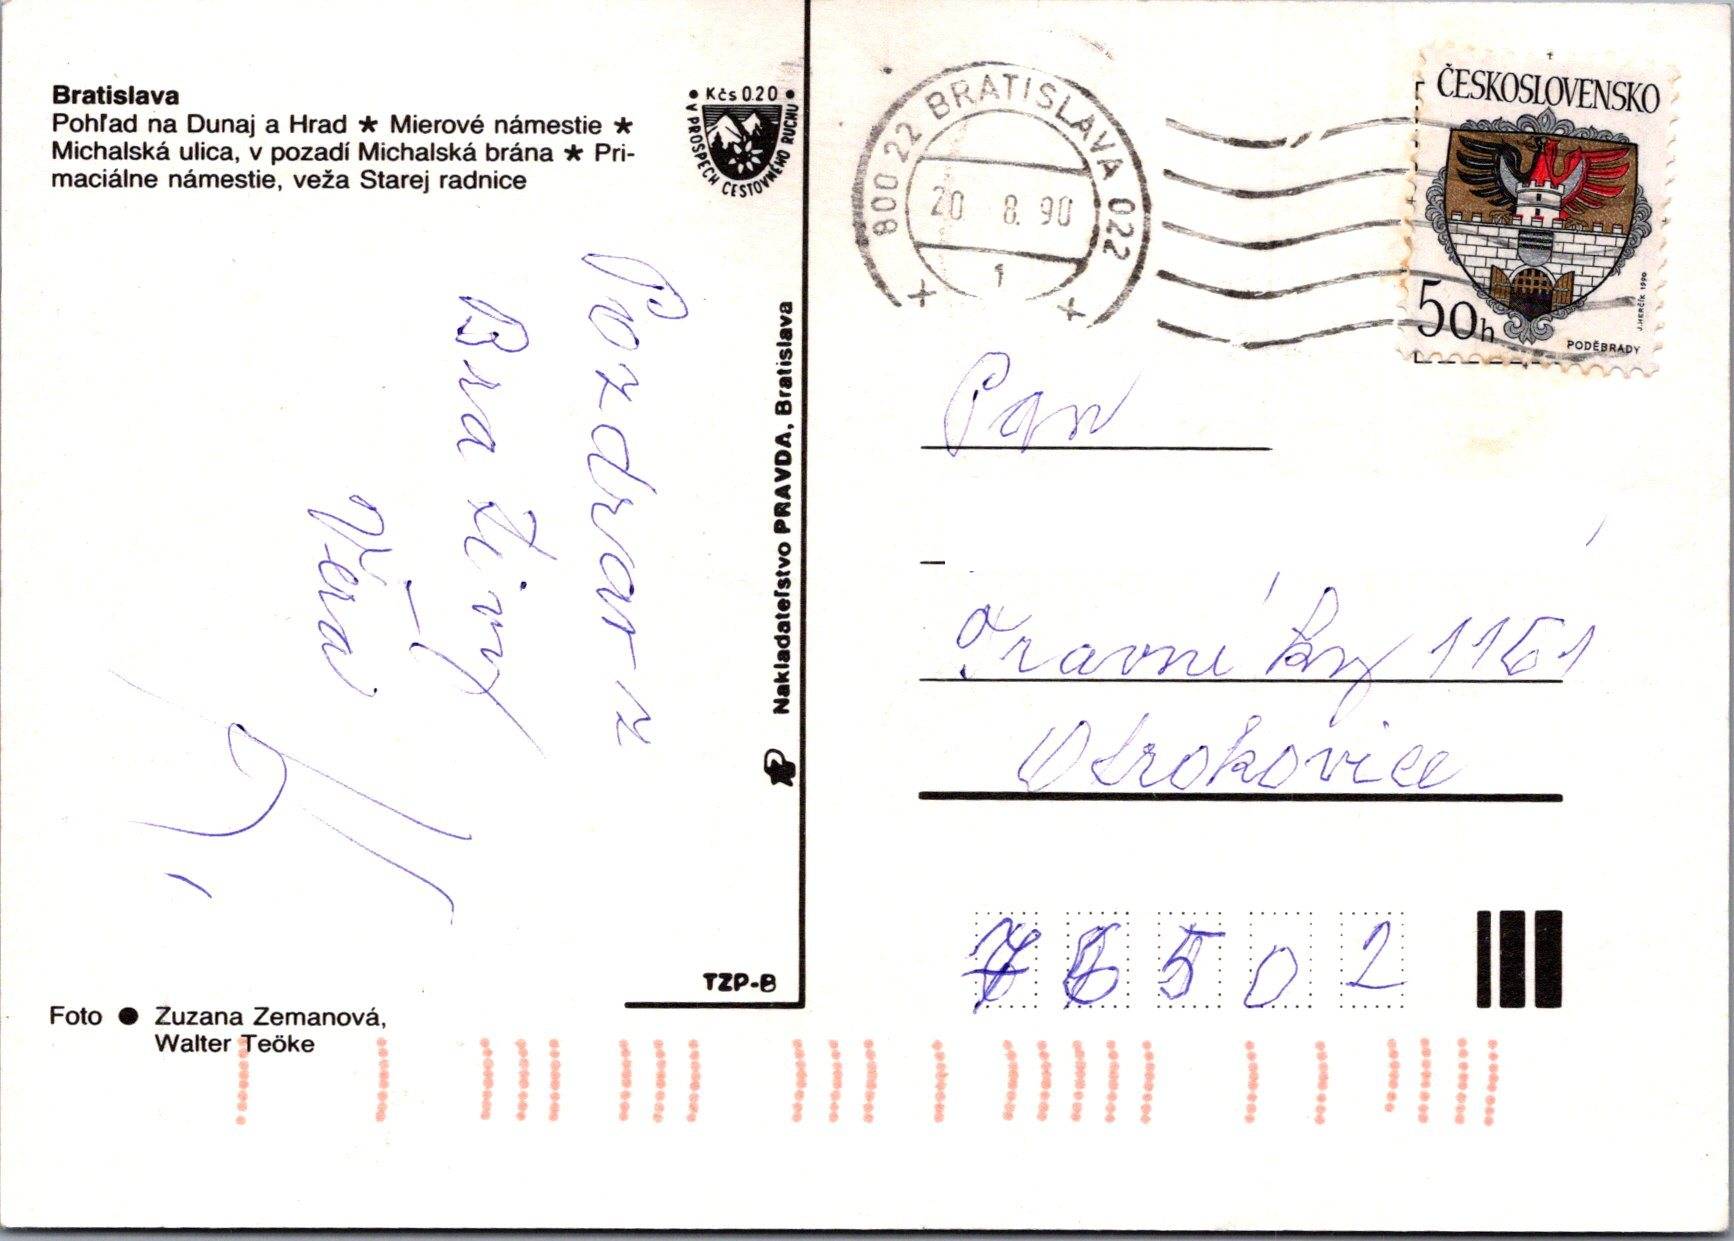 Bratislava
Pohľad na Dunaj a Hrad ★ Mierové námestie ★
Michalská ulica, v pozadí Michalská brána ★ Pri-
maciálne námestie, veža Starej radnice
• Kčs 0.20 •
V PROSPECH CESTOVNÉHO RUCHU
Pozdrav z
Bratisl
Věra
Nakladateľstvo PRAVDA, Bratislava
TZP-B
Foto ● Zuzana Zemanová,
Walter Teöke
800 22 BRATISLAVA 022
20 8. 90
1
ČESKOSLOVENSKO
50h
PODĚBRADY
J. HERČÍK 1990
Pan
Travní
Otrokovice
76502